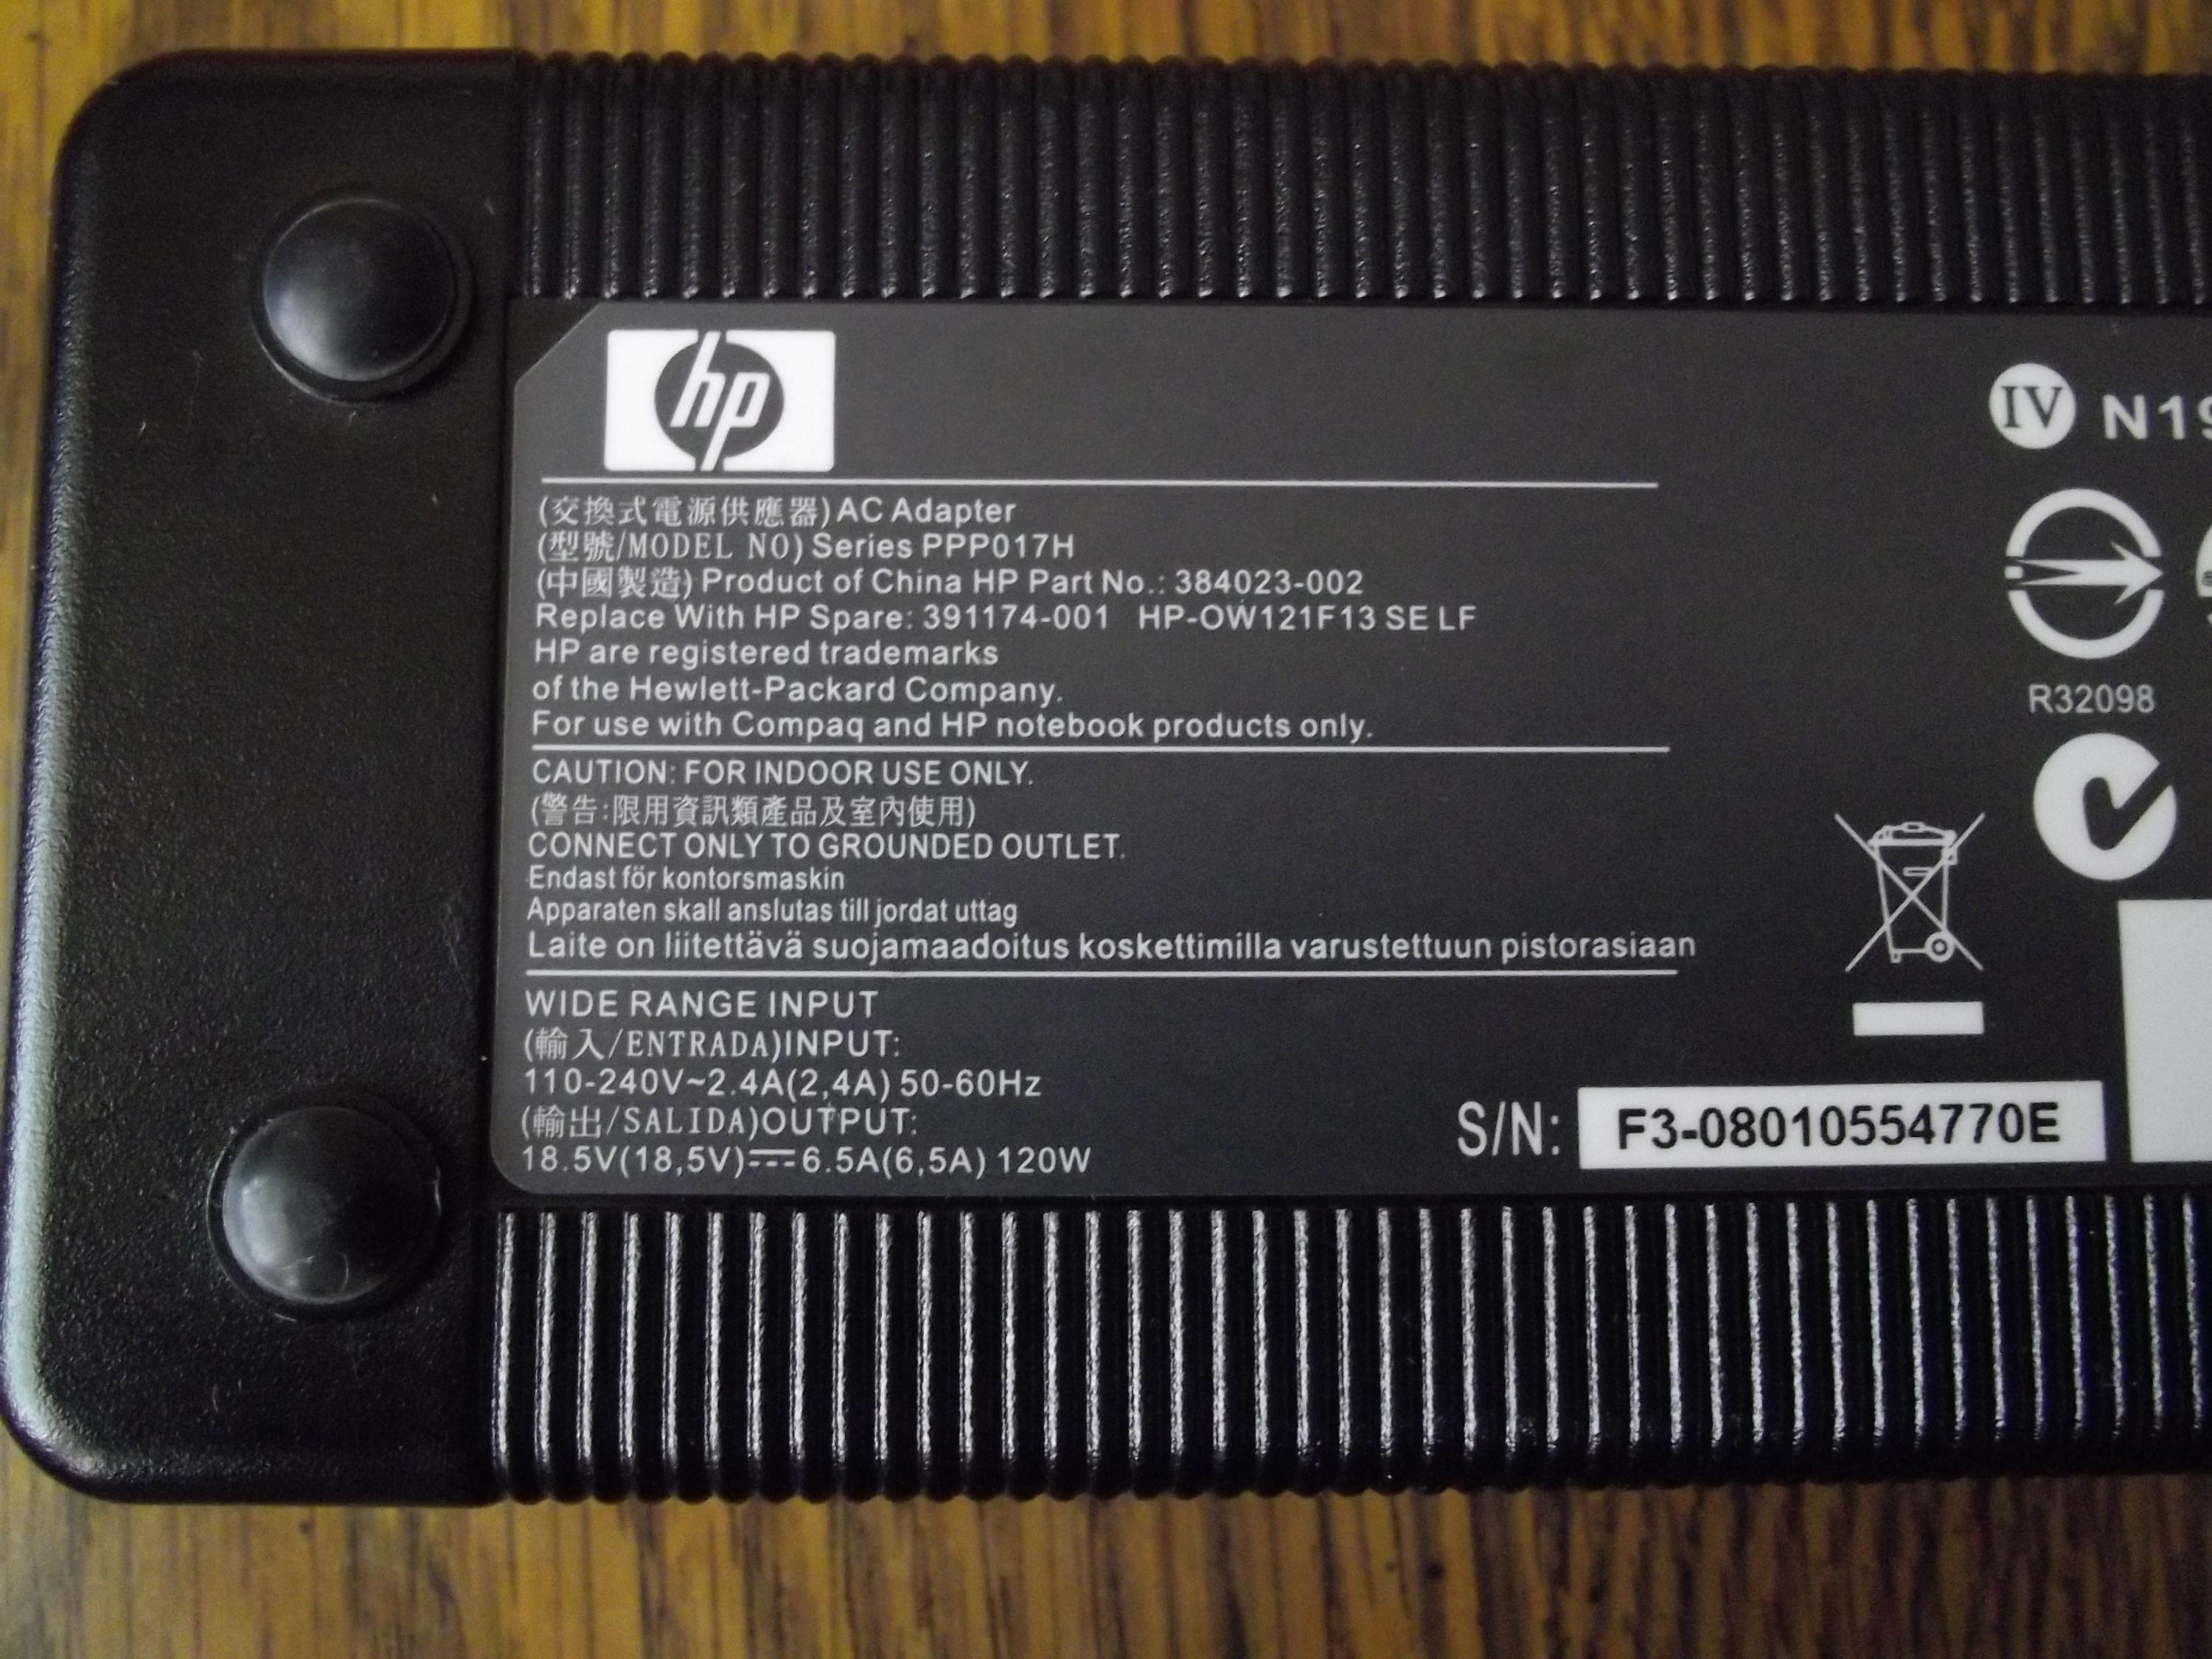 hp
(交換式電源供應器) AC Adapter
(型號/MODEL NO) Series PPP017H
(中國製造) Product of China HP Part No.: 384023-002
Replace With HP Spare: 391174-001 HP-OW121F13 SE LF
HP are registered trademarks
of the Hewlett-Packard Company.
For use with Compaq and HP notebook products only.
CAUTION: FOR INDOOR USE ONLY.
(警告:限用資訊類產品及室內使用)
CONNECT ONLY TO GROUNDED OUTLET.
Endast för kontorsmaskin
Apparaten skall anslutas till jordat uttag
Laite on liitettävä suojamaadoitus koskettimilla varustettuun pistorasiaan
WIDE RANGE INPUT
(輸入/ENTRADA)INPUT:
110-240V~2.4A(2,4A) 50-60Hz
(輸出/SALIDA)OUTPUT:
18.5V(18,5V)⎓6.5A(6,5A) 120W
IV
R32098
S/N: F3-08010554770E